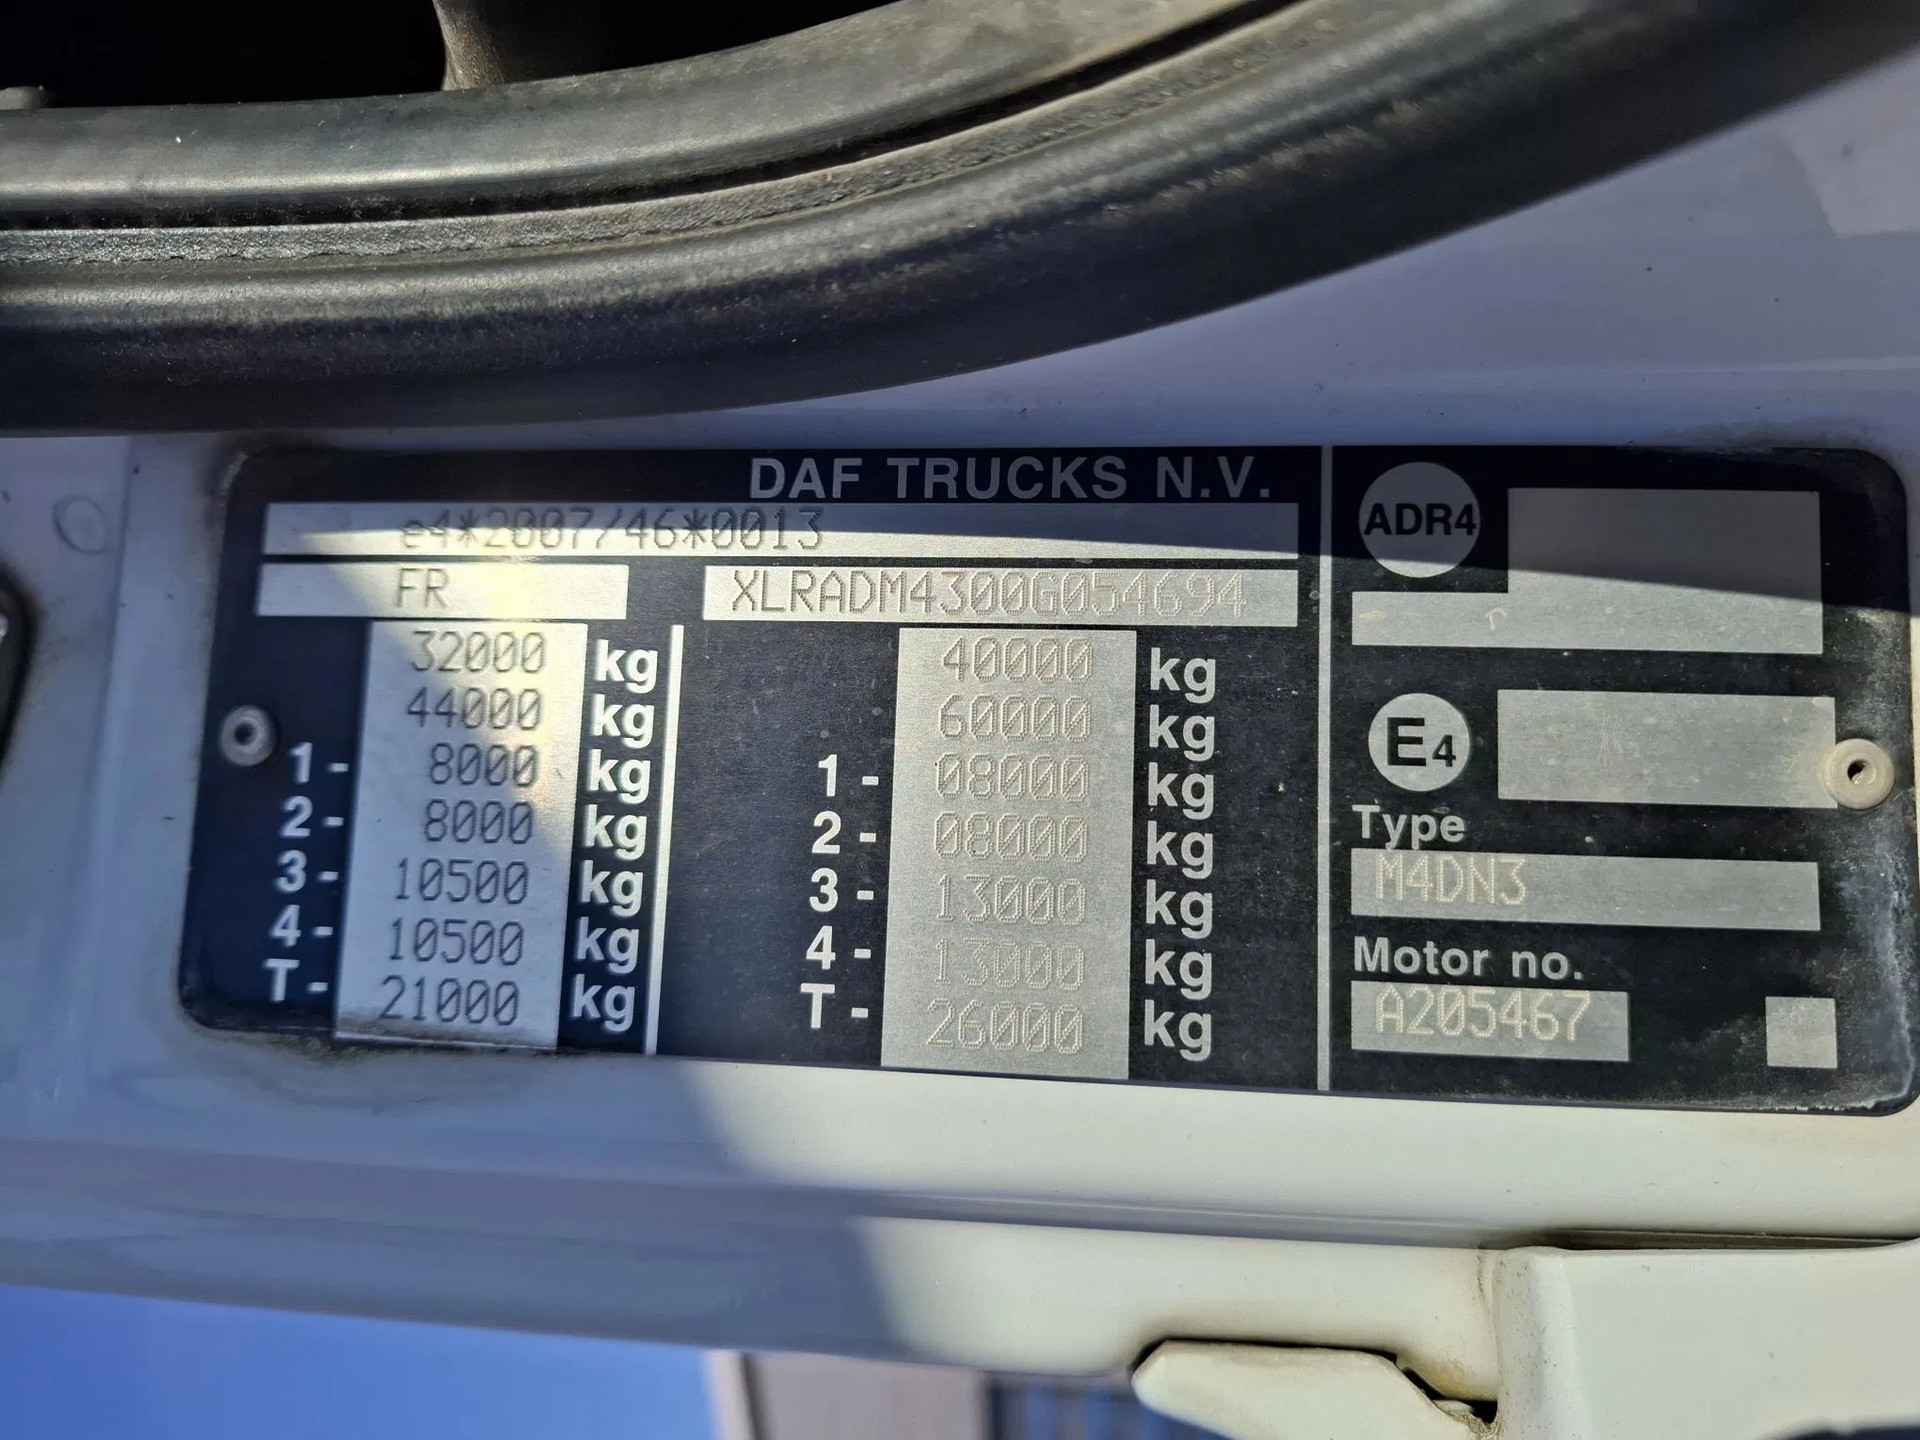 DAF TRUCKS N.V.
e4*2007/46*0013
FR XLRADM4300G054694
32000 kg 40000 kg
44000 kg 60000 kg
1- 8000 kg 1- 08000 kg
2- 8000 kg 2- 08000 kg
3- 10500 kg 3- 13000 kg
4- 10500 kg 4- 13000 kg
T- 21000 kg T- 26000 kg
ADR4
E4
Type
M4DN3
Motor no.
A205467